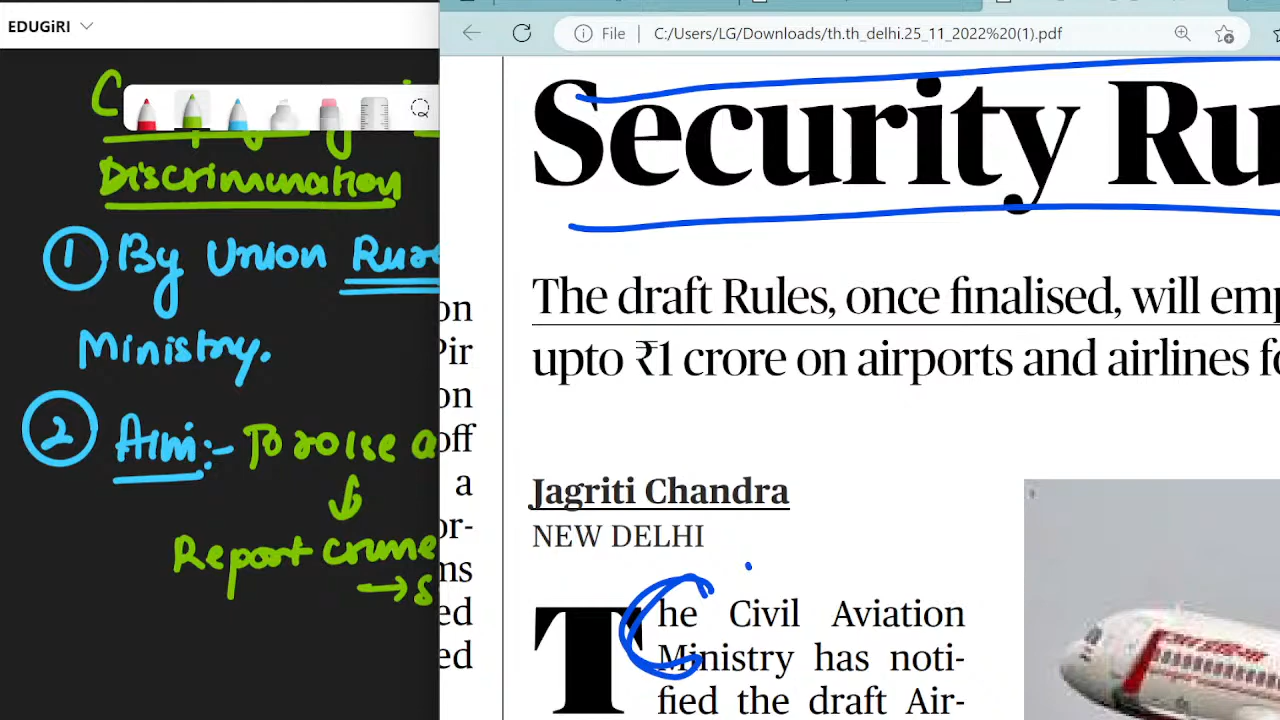 EDUGiRI
File
C:/Users/LG/Downloads/th.th_delhi.25_11_2022%20(1).pdf
Discrimination
1 By Union
Ministry.
2 Aim:- To raise
Report crime
on
Pir
on
off
a
or-
ms
ed
ed
Security Ru
The draft Rules, once finalised, will emp
upto ₹1 crore on airports and airlines fo
Jagriti Chandra
NEW DELHI
The Civil Aviation
Ministry has noti-
fied the draft Air-